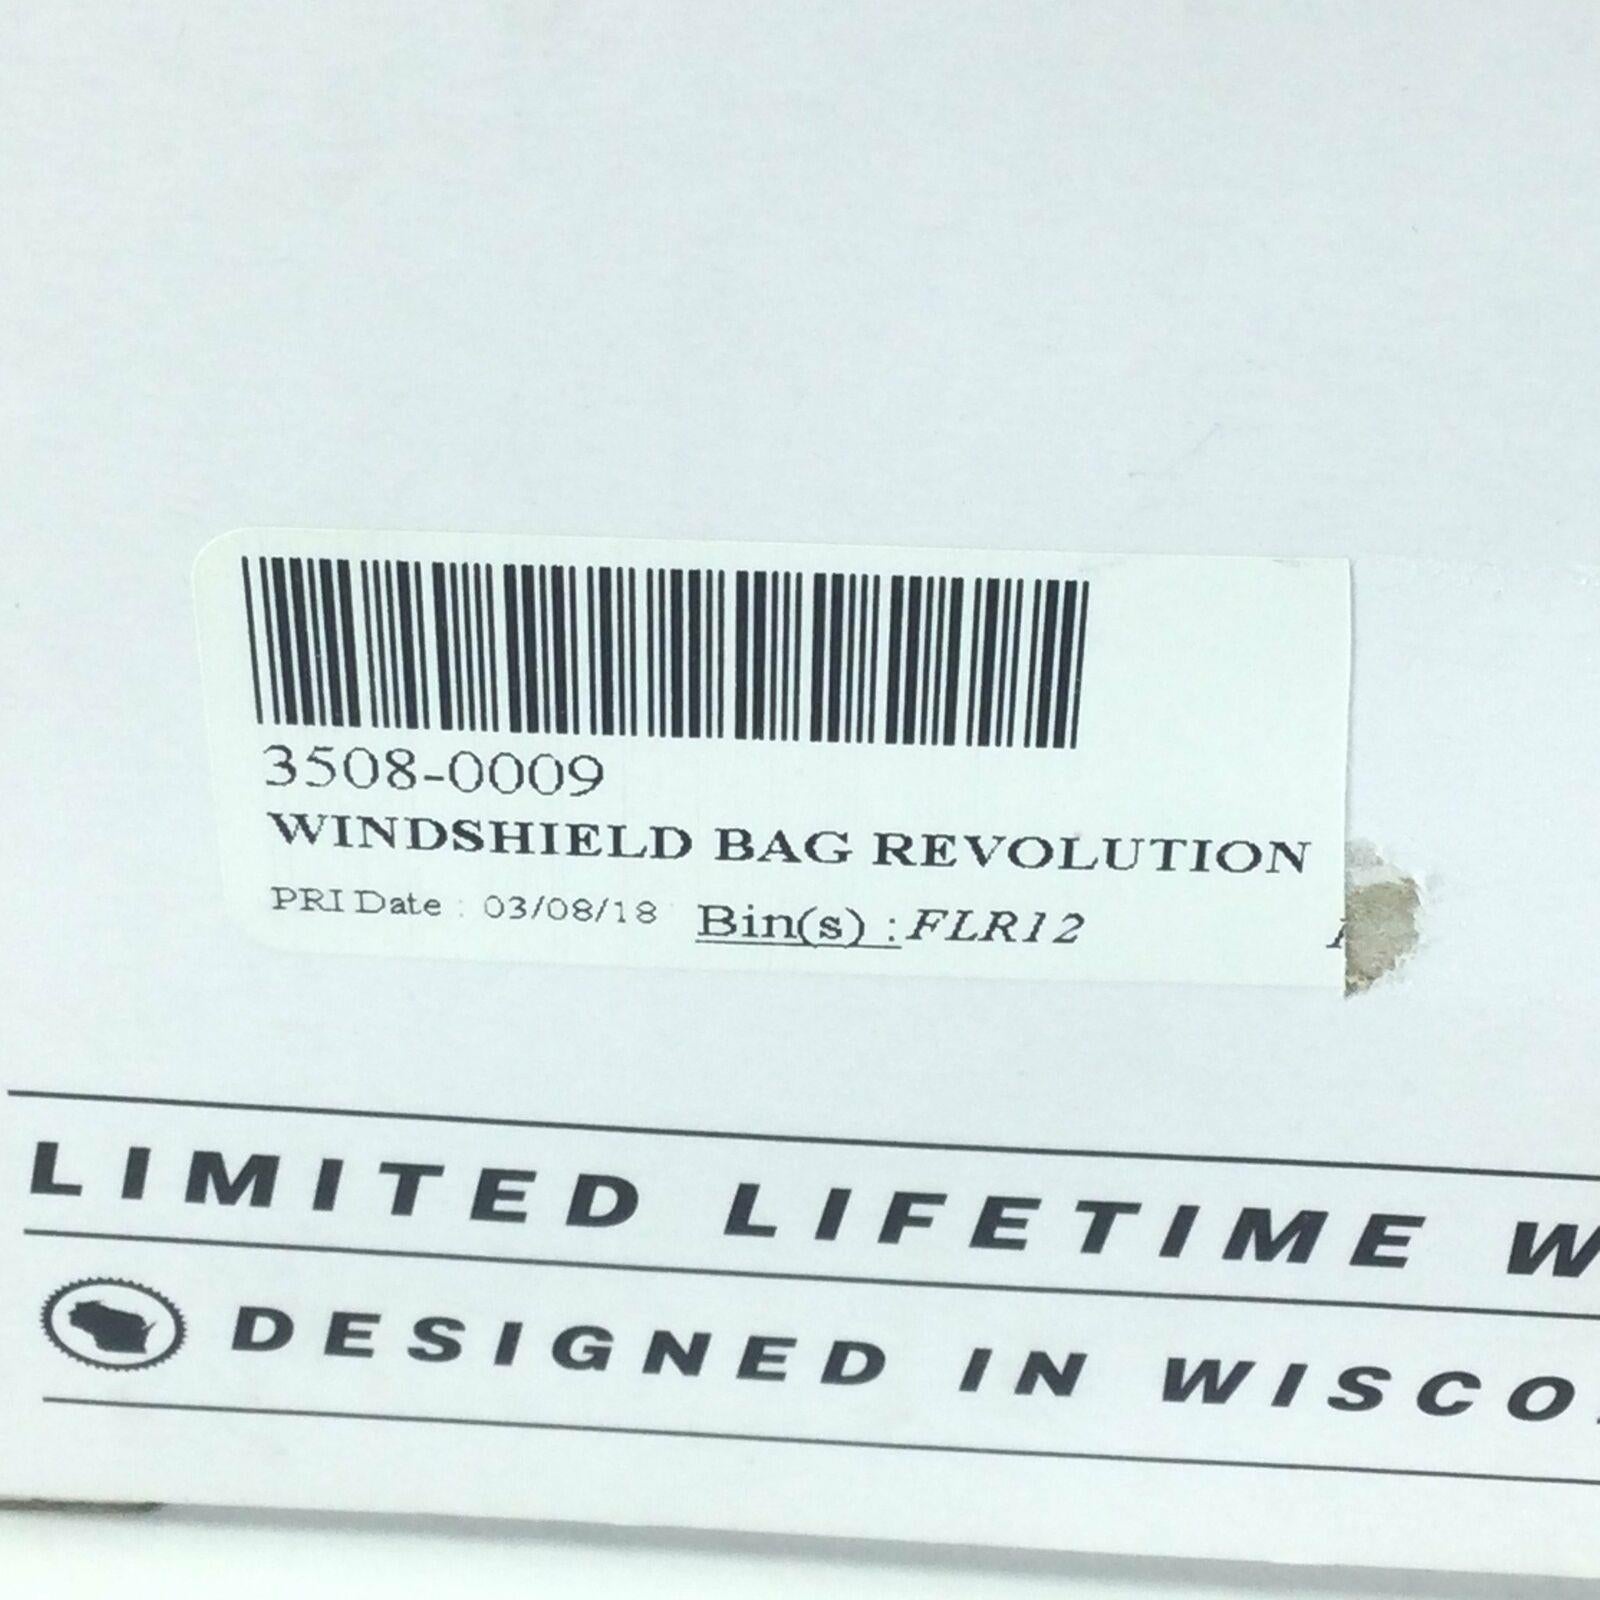 3508-0009
WINDSHIELD BAG REVOLUTION
PRI Date : 03/08/18 Bin(s) : FLR12
LIMITED LIFETIME W
DESIGNED IN WISCO